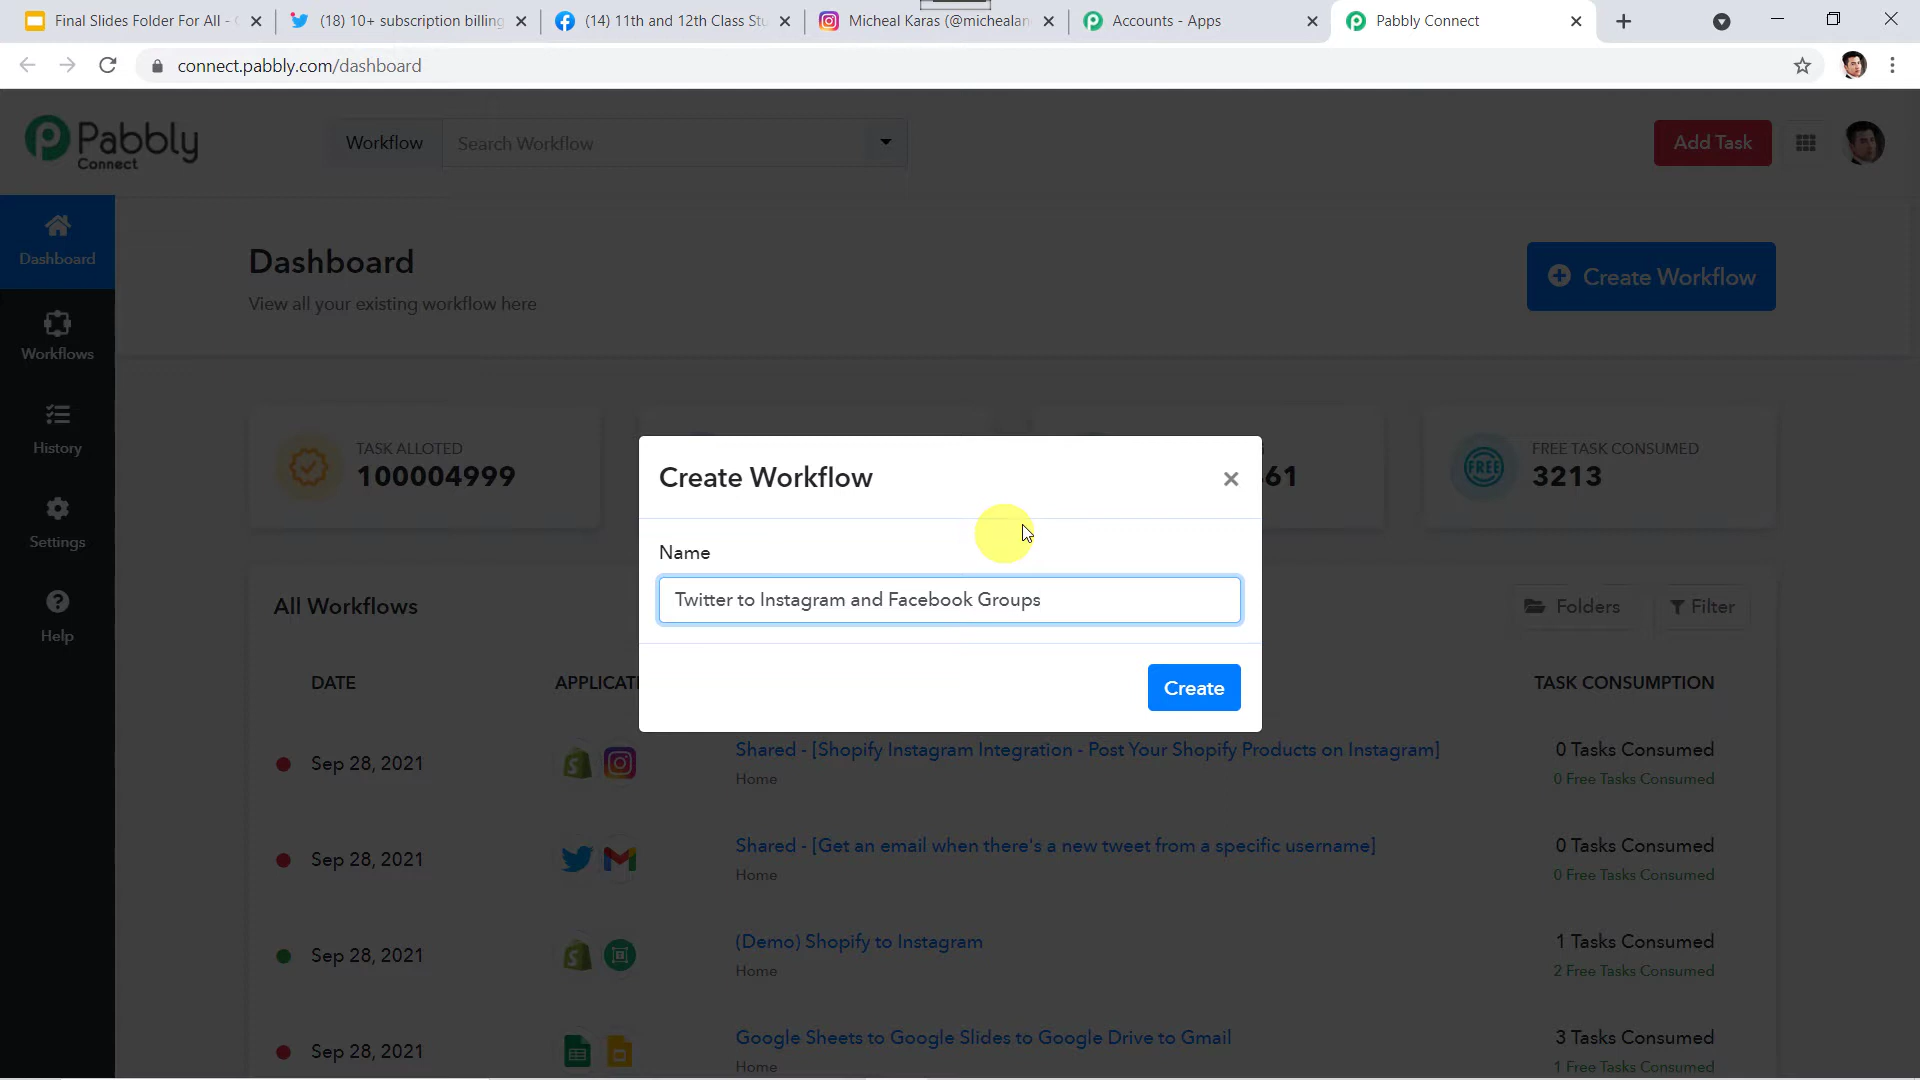 Final Slides Folder For All -
(18) 10+ subscription billing
(14) 11th and 12th Class Stu
Micheal Karas (@michealan
Accounts - Apps
Pabbly Connect
connect.pabbly.com/dashboard
Pabbly
Connect
Workflow
Search Workflow
Add Task
Dashboard
Dashboard
View all your existing workflow here
Create Workflow
Workflows
History
Settings
Help
TASK ALLOTED
100004999
61
FREE
FREE TASK CONSUMED
3213
Create Workflow
×
Name
Twitter to Instagram and Facebook Groups
Create
All Workflows
Folders
Filter
DATE
APPLICATI
TASK CONSUMPTION
Sep 28, 2021
Shared - [Shopify Instagram Integration - Post Your Shopify Products on Instagram]
Home
0 Tasks Consumed
0 Free Tasks Consumed
Sep 28, 2021
Shared - [Get an email when there's a new tweet from a specific username]
Home
0 Tasks Consumed
0 Free Tasks Consumed
Sep 28, 2021
(Demo) Shopify to Instagram
Home
1 Tasks Consumed
2 Free Tasks Consumed
Sep 28, 2021
Google Sheets to Google Slides to Google Drive to Gmail
Home
3 Tasks Consumed
1 Free Tasks Consumed